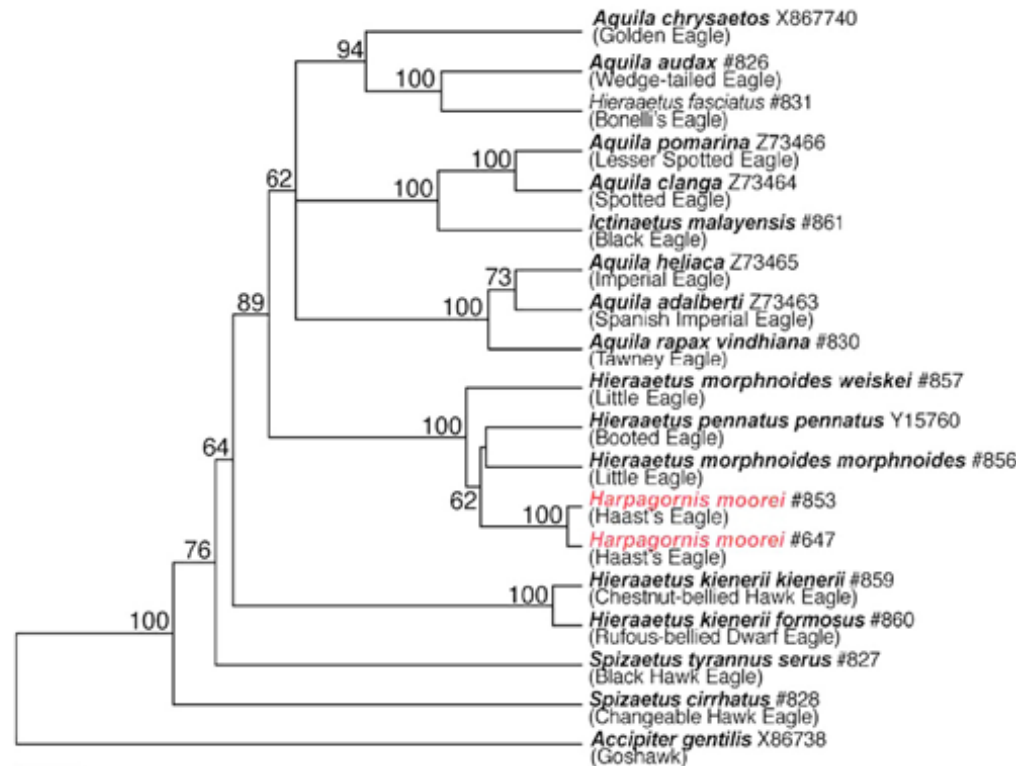 Aquila chrysaetos X867740
(Golden Eagle)
94
Aquila audax #826
(Wedge-tailed Eagle)
100
Hieraaetus fasciatus #831
(Bonelli's Eagle)
Aquila pomarina Z73466
(Lesser Spotted Eagle)
100
Aquila clanga Z73464
(Spotted Eagle)
62
100
Ictinaetus malayensis #861
(Black Eagle)
Aquila heliaca Z73465
(Imperial Eagle)
73
Aquila adalberti Z73463
(Spanish Imperial Eagle)
89
100
Aquila rapax vindhiana #830
(Tawney Eagle)
Hieraaetus morphnoides weiskei #857
(Little Eagle)
100
Hieraaetus pennatus pennatus Y15760
(Booted Eagle)
64
Hieraaetus morphnoides morphnoides #856
(Little Eagle)
62
Harpagornis moorei #853
(Haast's Eagle)
100
Harpagornis moorei #647
(Haast's Eagle)
76
Hieraaetus kienerii kienerii #859
(Chestnut-bellied Hawk Eagle)
100
Hieraaetus kienerii formosus #860
(Rufous-bellied Dwarf Eagle)
100
Spizaetus tyrannus serus #827
(Black Hawk Eagle)
Spizaetus cirrhatus #828
(Changeable Hawk Eagle)
Accipiter gentilis X86738
(Goshawk)